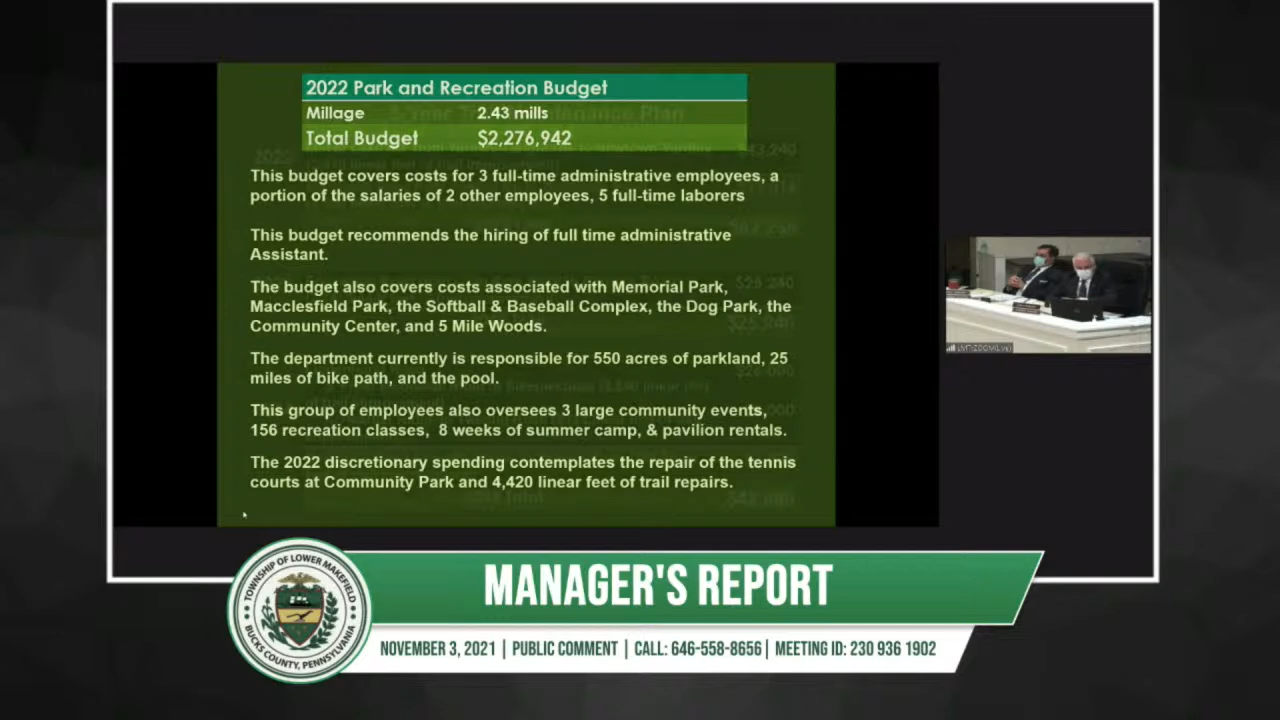 2022 Park and Recreation Budget
Millage 2.43 mills
Total Budget $2,276,942
This budget covers costs for 3 full-time administrative employees, a
portion of the salaries of 2 other employees, 5 full-time laborers
This budget recommends the hiring of full time administrative
Assistant.
The budget also covers costs associated with Memorial Park,
Macclesfield Park, the Softball & Baseball Complex, the Dog Park, the
Community Center, and 5 Mile Woods.
The department currently is responsible for 550 acres of parkland, 25
miles of bike path, and the pool.
This group of employees also oversees 3 large community events,
156 recreation classes, 8 weeks of summer camp, & pavilion rentals.
The 2022 discretionary spending contemplates the repair of the tennis
courts at Community Park and 4,420 linear feet of trail repairs.
TOWNSHIP OF LOWER MAKEFIELD
BUCKS COUNTY, PENNSYLVANIA
MANAGER'S REPORT
NOVEMBER 3, 2021 | PUBLIC COMMENT | CALL: 646-558-8656 | MEETING ID: 230 936 1902